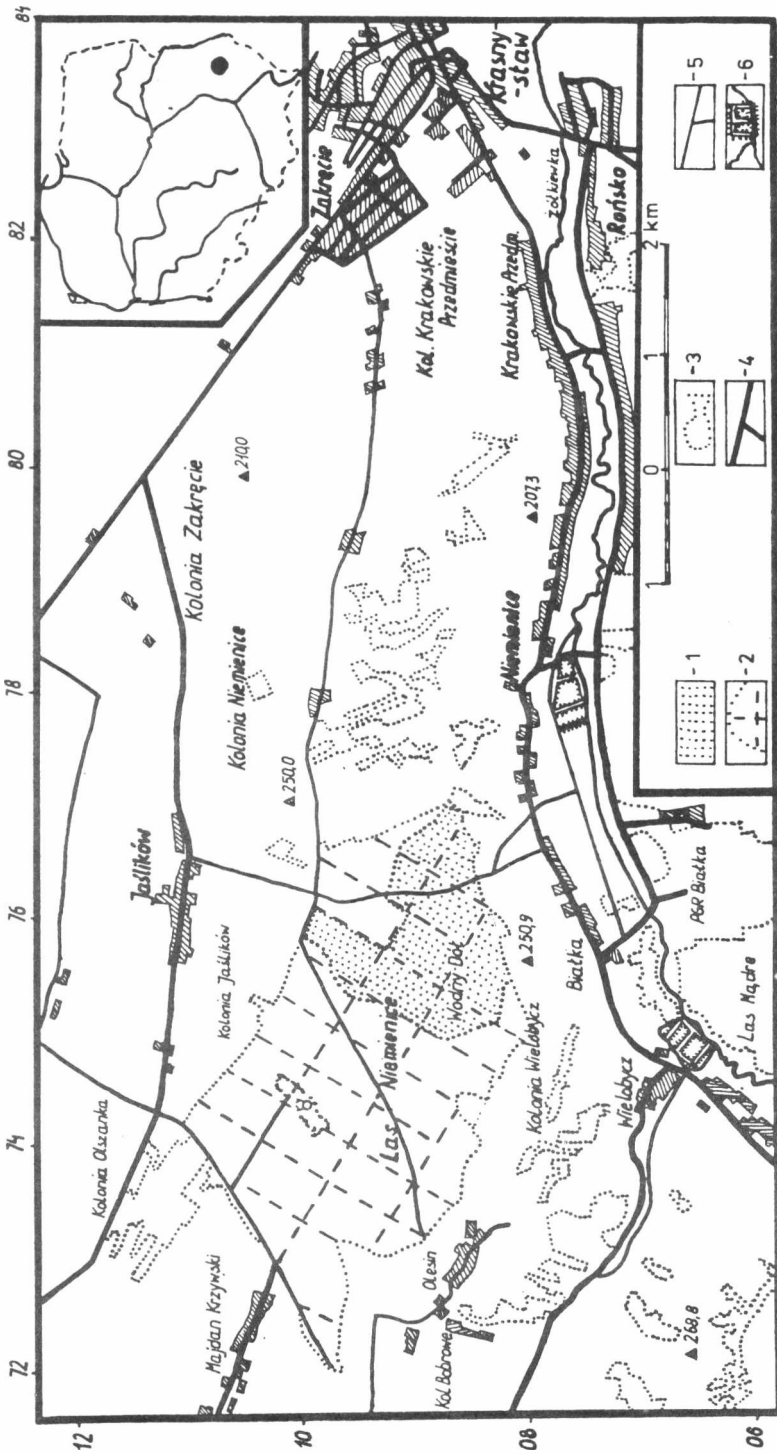 84
82
80
78
76
74
72
12
10
08
06
Zakręcie
Krasny
-staw
Żółkiewka
Rońsko
Kol. Krakowskie
Przedmieście
Krakowskie Przedm.
Kolonia Zakręcie
▲ 210,0
▲ 207,3
Kolonia Niemienice
▲ 250,0
Niemienice
Jaślików
Kolonia Jaślików
Wodny Dół
▲ 250,9
Białka
PGR Białka
Las Mądre
Las Niemienice
Kolonia Wielobycz
Wielobycz
Kolonia Olszanka
Majdan Krzywski
Olesin
Kol. Bobrowe
▲ 268,8
1 0 1 2 km
-1
-2
-3
-4
-5
-6